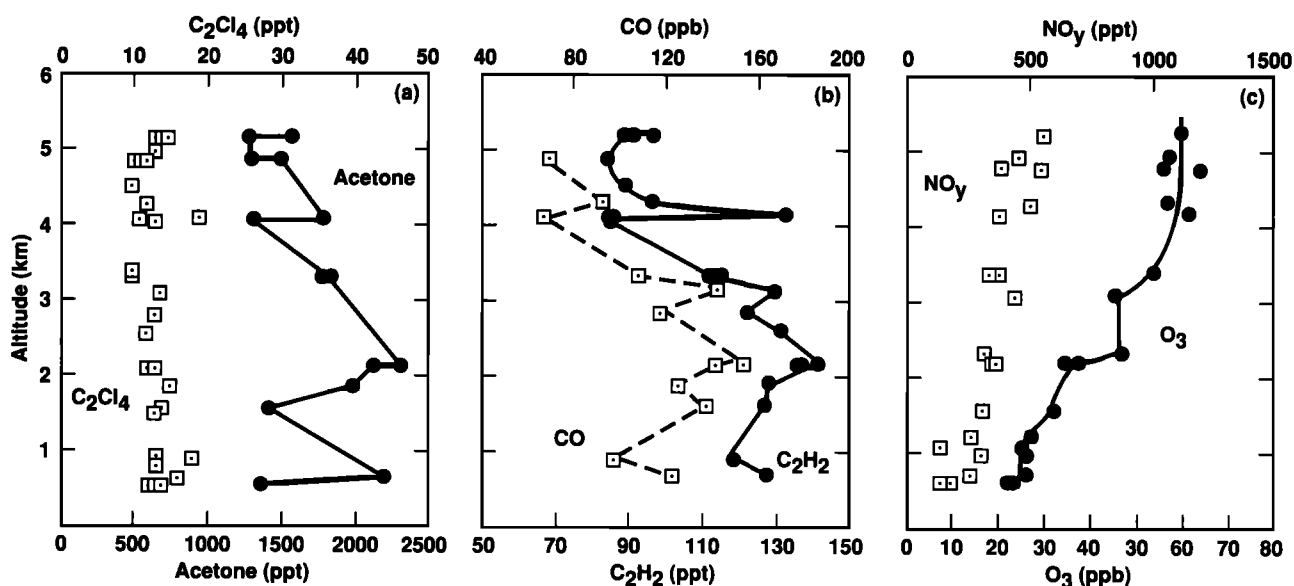 C2Cl4 (ppt)
0 10 20 30 40 50
CO (ppb)
40 80 120 160 200
NOy (ppt)
0 500 1000 1500
6
5
4
3
2
1
0
Altitude (km)
(a)
Acetone
C2Cl4
(b)
CO
C2H2
(c)
NOy
O3
0 500 1000 1500 2000 2500
Acetone (ppt)
50 70 90 110 130 150
C2H2 (ppt)
0 10 20 30 30 40 60 70 80
O3 (ppb)